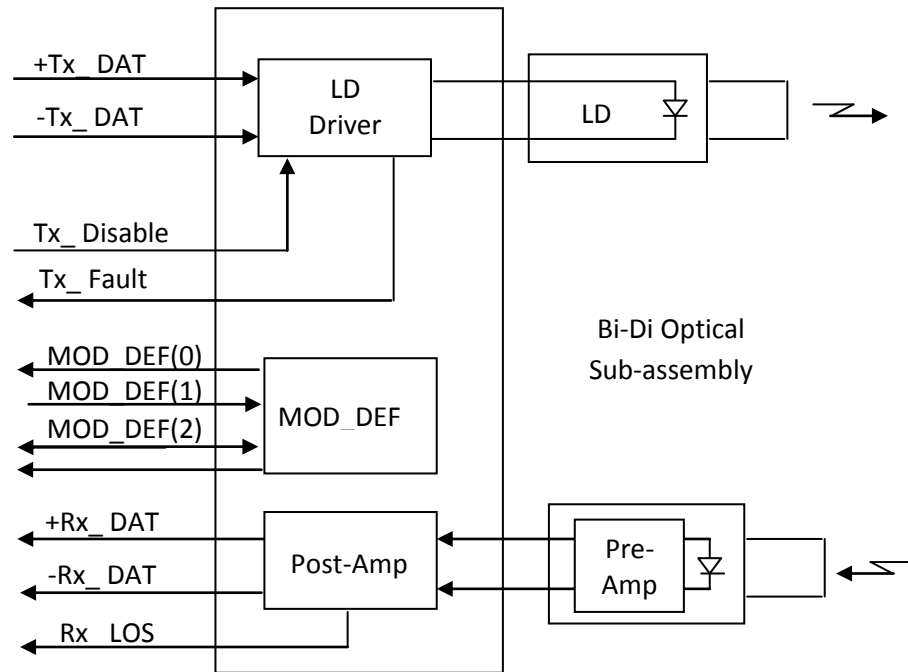 +Tx_ DAT
-Tx_ DAT
LD
Driver
LD
Tx_ Disable
Tx_ Fault
Bi-Di Optical
Sub-assembly
MOD_DEF(0)
MOD_DEF(1)
MOD_DEF(2)
MOD_DEF
+Rx_ DAT
-Rx_ DAT
Rx_ LOS
Post-Amp
Pre-
Amp